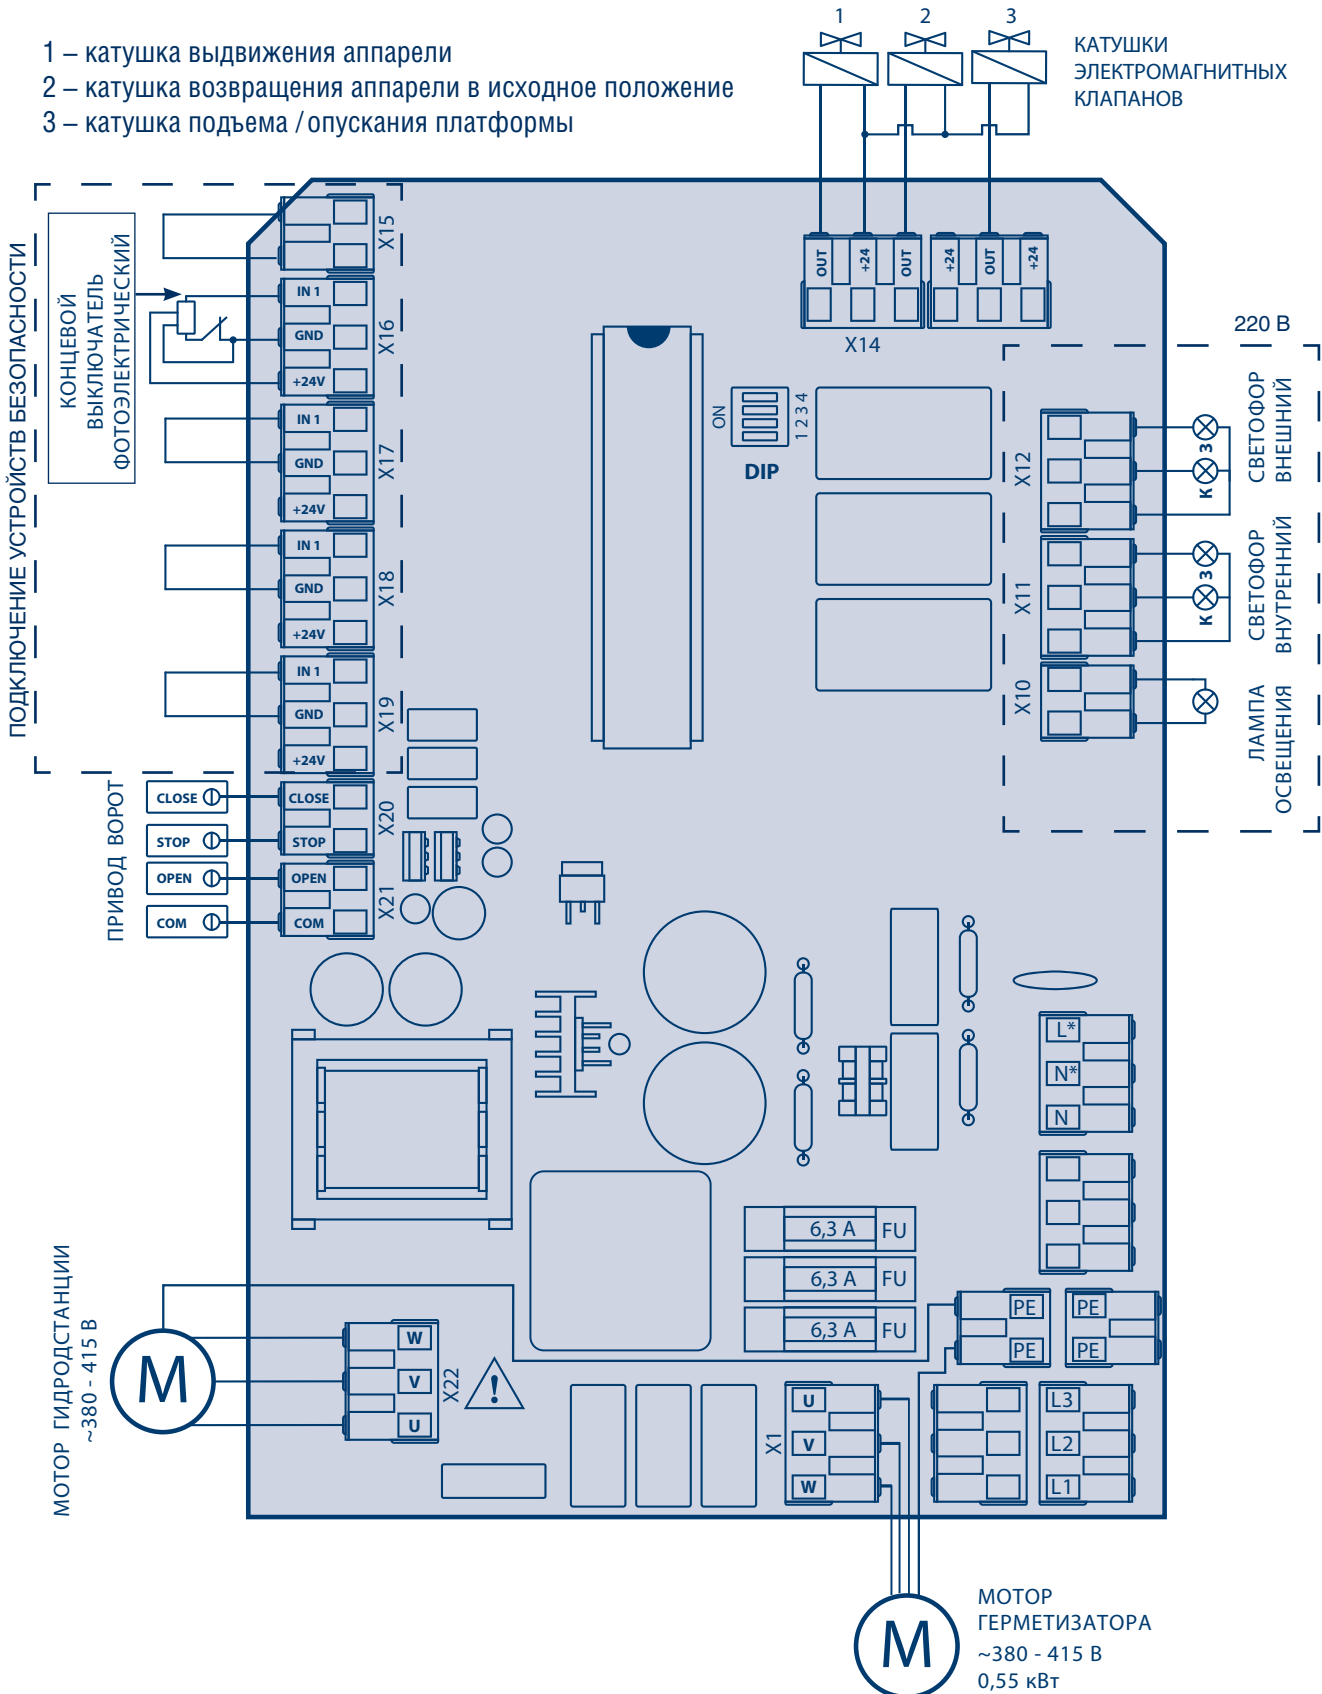 1 – катушка выдвижения аппарели
2 – катушка возвращения аппарели в исходное положение
3 – катушка подъема / опускания платформы
1
2
3
КАТУШКИ
ЭЛЕКТРОМАГНИТНЫХ
КЛАПАНОВ
ПОДКЛЮЧЕНИЕ УСТРОЙСТВ БЕЗОПАСНОСТИ
КОНЦЕВОЙ
ВЫКЛЮЧАТЕЛЬ
ФОТОЭЛЕКТРИЧЕСКИЙ
X15
IN 1
GND
+24V
X16
IN 1
GND
+24V
X17
IN 1
GND
+24V
X18
IN 1
GND
+24V
X19
OUT
+24
OUT
+24
OUT
+24
X14
ON
1 2 3 4
DIP
220 В
X12
З
К
СВЕТОФОР
ВНЕШНИЙ
X11
З
К
СВЕТОФОР
ВНУТРЕННИЙ
X10
ЛАМПА
ОСВЕЩЕНИЯ
ПРИВОД ВОРОТ
CLOSE
STOP
OPEN
COM
CLOSE
STOP
X20
OPEN
COM
X21
L*
N*
N
6,3 А FU
6,3 А FU
6,3 А FU
PE
PE
PE
PE
МОТОР ГИДРОДСТАНЦИИ
~380 - 415 В
M
W
V
U
X22
!
X1
U
V
W
L3
L2
L1
M
МОТОР
ГЕРМЕТИЗАТОРА
~380 - 415 В
0,55 кВт